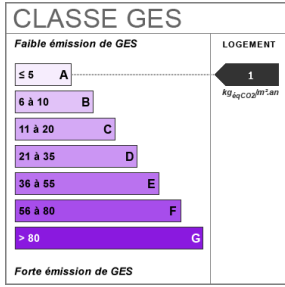 CLASSE GES
Faible émission de GES
LOGEMENT
≤ 5 A
1
kgéqCO2/m².an
6 à 10 B
11 à 20 C
21 à 35 D
36 à 55 E
56 à 80 F
> 80 G
Forte émission de GES